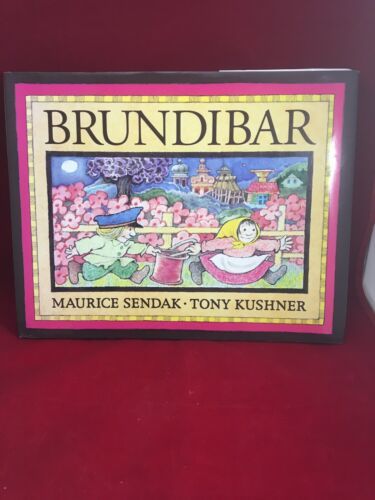 BRUNDIBAR
MAURICE SENDAK · TONY KUSHNER